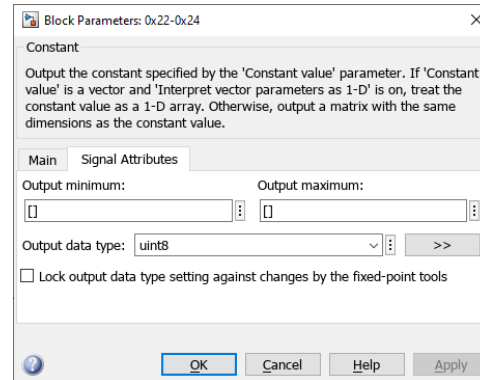 Block Parameters: 0x22-0x24
Constant
Output the constant specified by the 'Constant value' parameter. If 'Constant
value' is a vector and 'Interpret vector parameters as 1-D' is on, treat the
constant value as a 1-D array. Otherwise, output a matrix with the same
dimensions as the constant value.
Main Signal Attributes
Output minimum: Output maximum:
[] []
Output data type: uint8 >>
Lock output data type setting against changes by the fixed-point tools
OK Cancel Help Apply